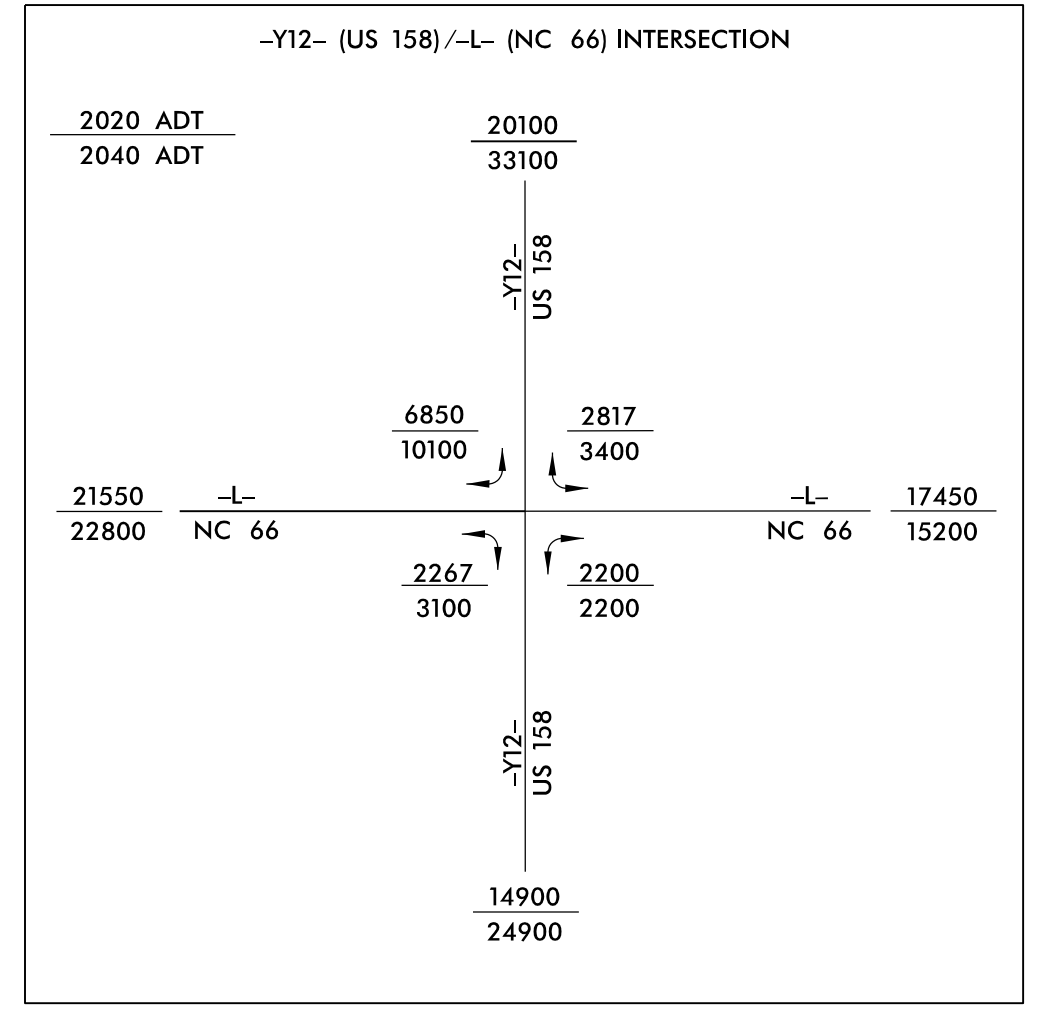 –Y12– (US 158)/–L– (NC 66) INTERSECTION
2020 ADT
2040 ADT
20100
33100
–Y12–
US 158
6850
10100
2817
3400
21550
22800
–L–
NC 66
–L–
NC 66
17450
15200
2267
3100
2200
2200
–Y12–
US 158
14900
24900